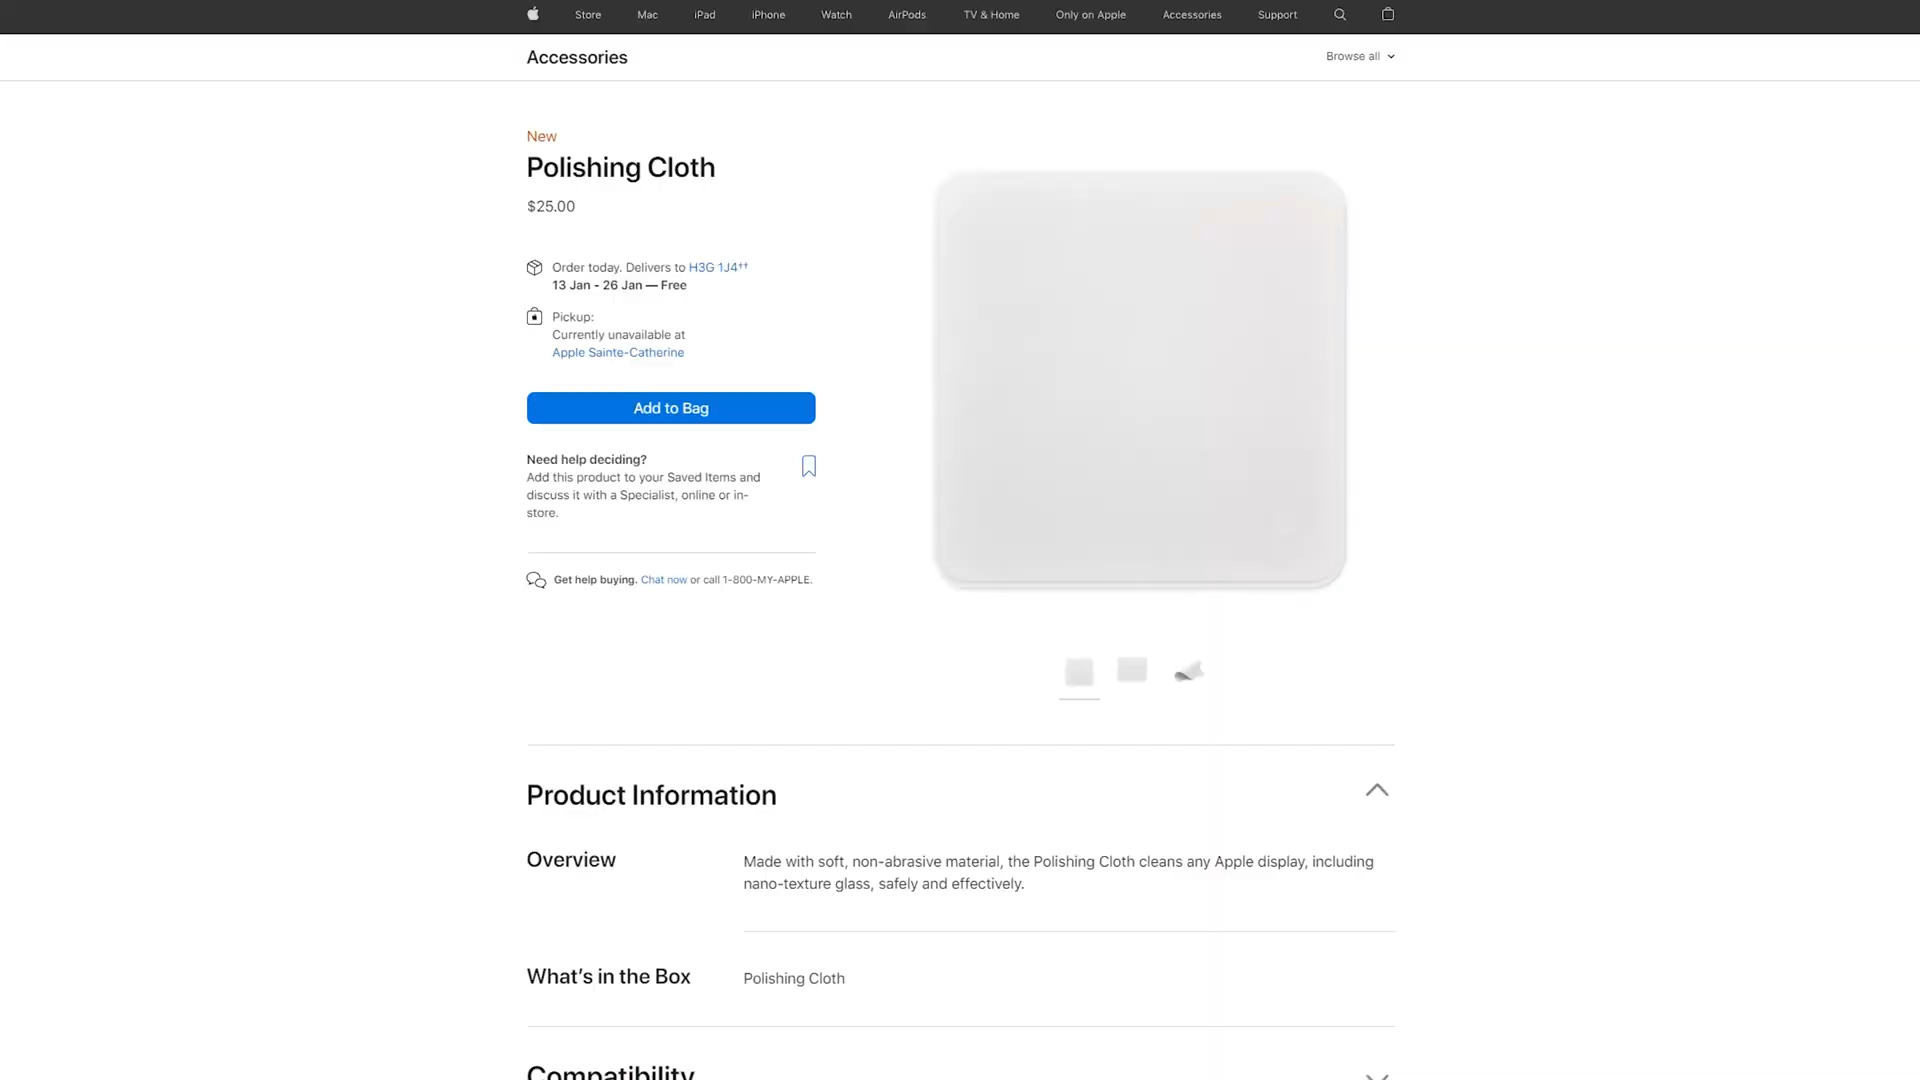 Store Mac iPad iPhone Watch AirPods TV & Home Only on Apple Accessories Support
Accessories
Browse all
New
Polishing Cloth
$25.00
Order today. Delivers to H3G 1J4††
13 Jan - 26 Jan — Free
Pickup:
Currently unavailable at
Apple Sainte-Catherine
Add to Bag
Need help deciding?
Add this product to your Saved Items and
discuss it with a Specialist, online or in-
store.
Get help buying. Chat now or call 1-800-MY-APPLE.
Product Information
Overview
Made with soft, non-abrasive material, the Polishing Cloth cleans any Apple display, including
nano-texture glass, safely and effectively.
What’s in the Box
Polishing Cloth
Compatibility